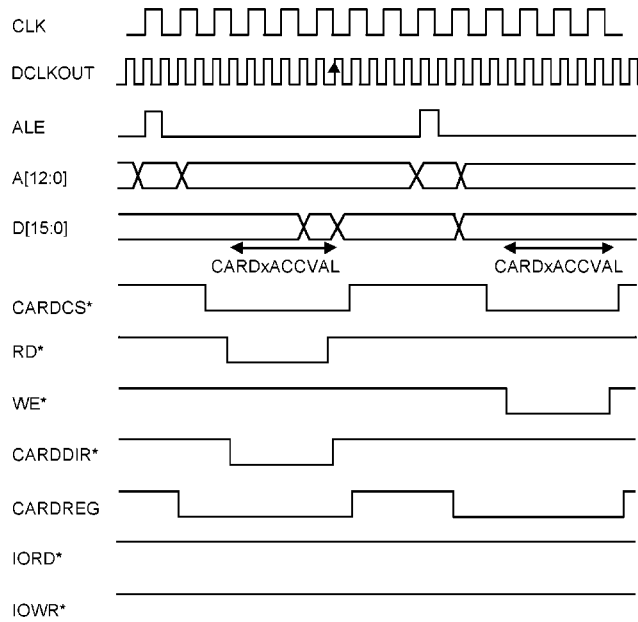 CLK
DCLKOUT
ALE
A[12:0]
D[15:0]
CARDxACCVAL CARDxACCVAL
CARDCS*
RD*
WE*
CARDDIR*
CARDREG
IORD*
IOWR*